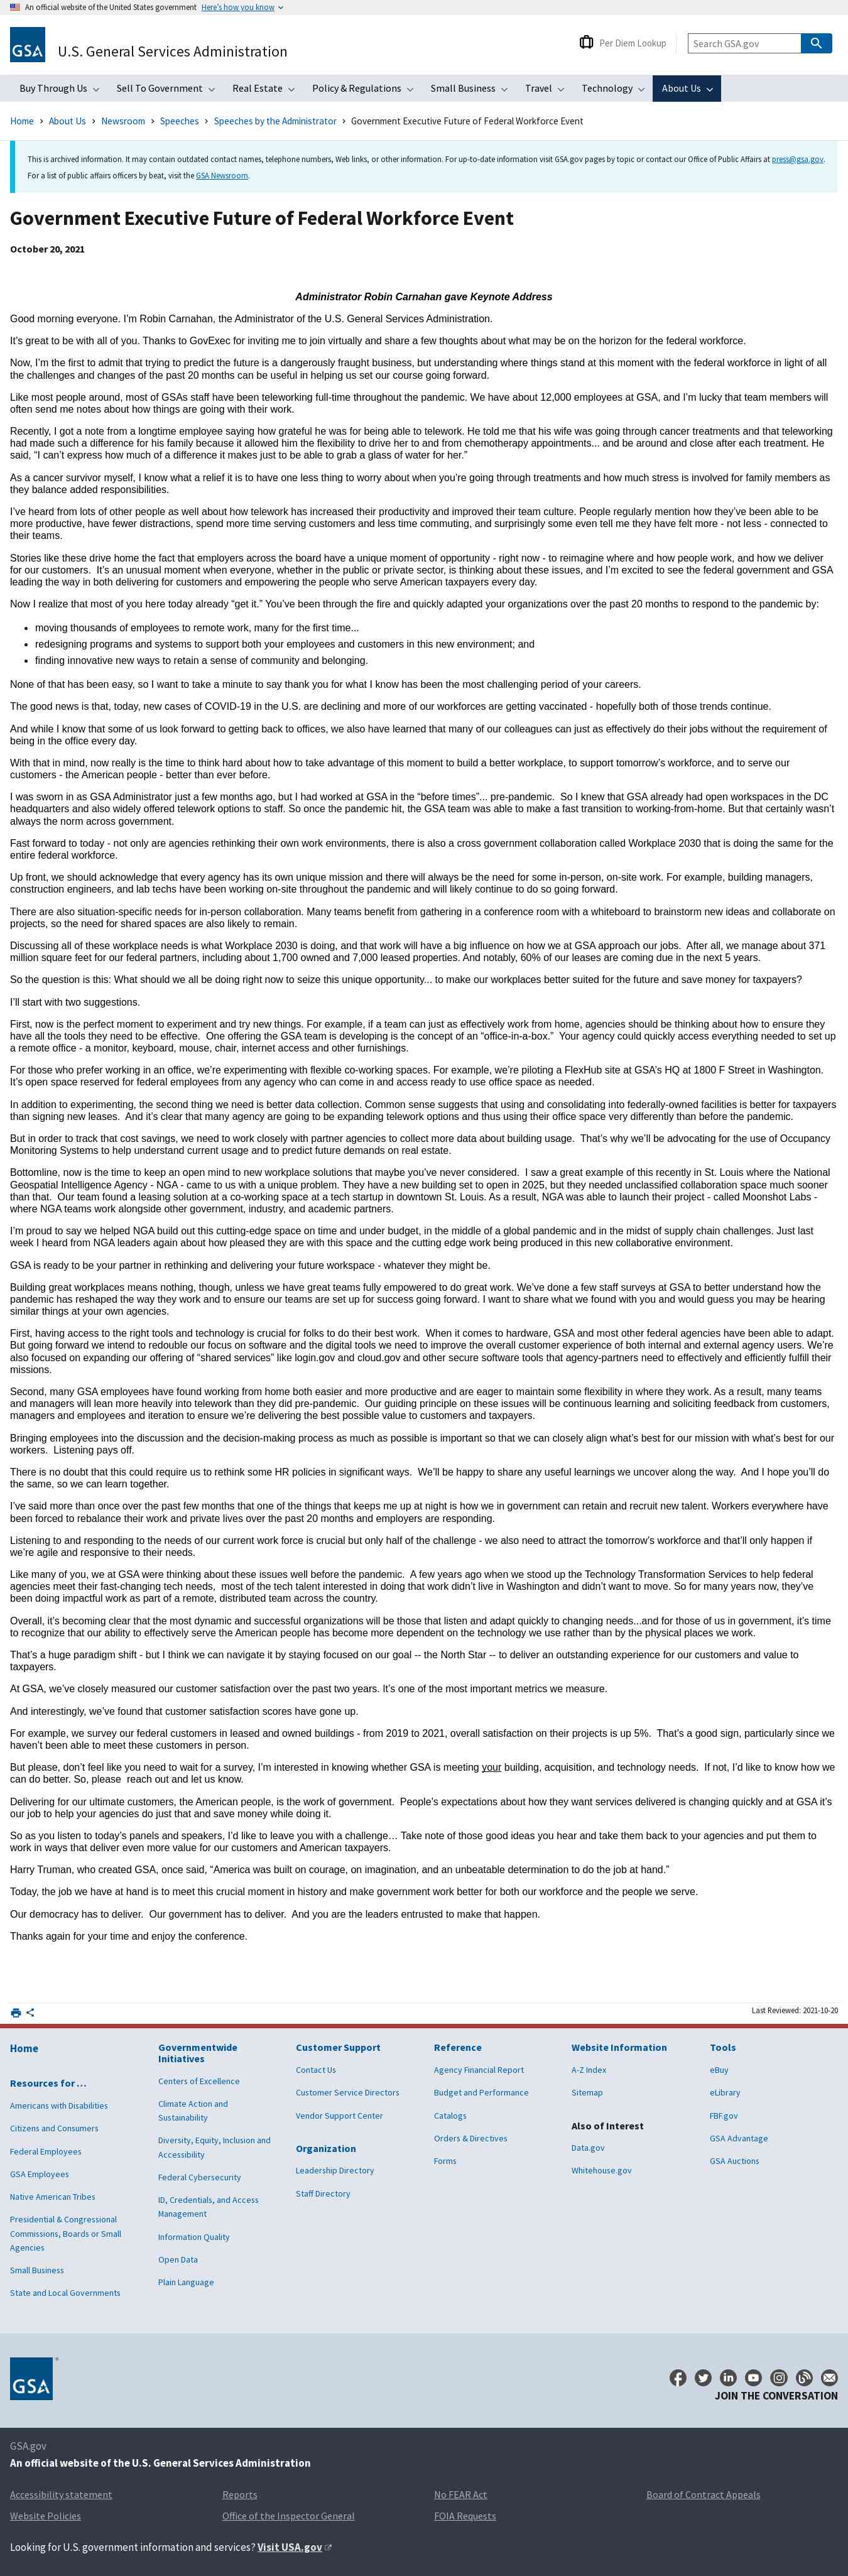 An official website of the United States government Here's how you know
GSA
U.S. General Services Administration
Per Diem Lookup
Search GSA.gov
Buy Through Us
Sell To Government
Real Estate
Policy & Regulations
Small Business
Travel
Technology
About Us
Home > About Us > Newsroom > Speeches > Speeches by the Administrator > Government Executive Future of Federal Workforce Event
This is archived information. It may contain outdated contact names, telephone numbers, Web links, or other information. For up-to-date information visit GSA.gov pages by topic or contact our Office of Public Affairs at press@gsa.gov.
For a list of public affairs officers by beat, visit the GSA Newsroom.
Government Executive Future of Federal Workforce Event
October 20, 2021
Administrator Robin Carnahan gave Keynote Address
Good morning everyone. I'm Robin Carnahan, the Administrator of the U.S. General Services Administration.
It's great to be with all of you. Thanks to GovExec for inviting me to join virtually and share a few thoughts about what may be on the horizon for the federal workforce.
Now, I'm the first to admit that trying to predict the future is a dangerously fraught business, but understanding where things stand at this moment with the federal workforce in light of all
the challenges and changes of the past 20 months can be useful in helping us set our course going forward.
Like most people around, most of GSAs staff have been teleworking full-time throughout the pandemic. We have about 12,000 employees at GSA, and I'm lucky that team members will
often send me notes about how things are going with their work.
Recently, I got a note from a longtime employee saying how grateful he was for being able to telework. He told me that his wife was going through cancer treatments and that teleworking
had made such a difference for his family because it allowed him the flexibility to drive her to and from chemotherapy appointments... and be around and close after each treatment. He
said, "I can't express how much of a difference it makes just to be able to grab a glass of water for her."
As a cancer survivor myself, I know what a relief it is to have one less thing to worry about when you're going through treatments and how much stress is involved for family members as
they balance added responsibilities.
I've heard from lots of other people as well about how telework has increased their productivity and improved their team culture. People regularly mention how they've been able to be
more productive, have fewer distractions, spend more time serving customers and less time commuting, and surprisingly some even tell me they have felt more - not less - connected to
their teams.
Stories like these drive home the fact that employers across the board have a unique moment of opportunity - right now - to reimagine where and how people work, and how we deliver
for our customers. It's an unusual moment when everyone, whether in the public or private sector, is thinking about these issues, and I'm excited to see the federal government and GSA
leading the way in both delivering for customers and empowering the people who serve American taxpayers every day.
Now I realize that most of you here today already "get it." You've been through the fire and quickly adapted your organizations over the past 20 months to respond to the pandemic by:
• moving thousands of employees to remote work, many for the first time...
• redesigning programs and systems to support both your employees and customers in this new environment; and
• finding innovative new ways to retain a sense of community and belonging.
None of that has been easy, so I want to take a minute to say thank you for what I know has been the most challenging period of your careers.
The good news is that, today, new cases of COVID-19 in the U.S. are declining and more of our workforces are getting vaccinated - hopefully both of those trends continue.
And while I know that some of us look forward to getting back to offices, we also have learned that many of our colleagues can just as effectively do their jobs without the requirement of
being in the office every day.
With that in mind, now really is the time to think hard about how to take advantage of this moment to build a better workplace, to support tomorrow's workforce, and to serve our
customers - the American people - better than ever before.
I was sworn in as GSA Administrator just a few months ago, but I had worked at GSA in the "before times"... pre-pandemic. So I knew that GSA already had open workspaces in the DC
headquarters and also widely offered telework options to staff. So once the pandemic hit, the GSA team was able to make a fast transition to working-from-home. But that certainly wasn't
always the norm across government.
Fast forward to today - not only are agencies rethinking their own work environments, there is also a cross government collaboration called Workplace 2030 that is doing the same for the
entire federal workforce.
Up front, we should acknowledge that every agency has its own unique mission and there will always be the need for some in-person, on-site work. For example, building managers,
construction engineers, and lab techs have been working on-site throughout the pandemic and will likely continue to do so going forward.
There are also situation-specific needs for in-person collaboration. Many teams benefit from gathering in a conference room with a whiteboard to brainstorm new ideas and collaborate on
projects, so the need for shared spaces are also likely to remain.
Discussing all of these workplace needs is what Workplace 2030 is doing, and that work will have a big influence on how we at GSA approach our jobs. After all, we manage about 371
million square feet for our federal partners, including about 1,700 owned and 7,000 leased properties. And notably, 60% of our leases are coming due in the next 5 years.
So the question is this: What should we all be doing right now to seize this unique opportunity... to make our workplaces better suited for the future and save money for taxpayers?
I'll start with two suggestions.
First, now is the perfect moment to experiment and try new things. For example, if a team can just as effectively work from home, agencies should be thinking about how to ensure they
have all the tools they need to be effective. One offering the GSA team is developing is the concept of an "office-in-a-box." Your agency could quickly access everything needed to set up
a remote office - a monitor, keyboard, mouse, chair, internet access and other furnishings.
For those who prefer working in an office, we're experimenting with flexible co-working spaces. For example, we're piloting a FlexHub site at GSA's HQ at 1800 F Street in Washington.
It's open as reserved for federal employees from any agency who can come in and access ready to use office space as needed.
In addition to experimenting, the second thing we need is better data collection. Common sense suggests that using and consolidating into federally-owned facilities is better for taxpayers
than signing new leases. And it's clear that many agency are going to be expanding telework options and thus using their office space very differently than before the pandemic.
But in order to track that cost savings, we need to work closely with partner agencies to collect more data about building usage. That's why we'll be advocating for the use of Occupancy
Monitoring Systems to help understand current usage and to predict future demands on real estate.
Bottomline, now is the time to keep an open mind to new workplace solutions that maybe you've never considered. I saw a great example of this recently in St. Louis where the National
Geospatial Intelligence Agency - NGA - came to us with a unique problem. They have a new building set to open in 2025, but they needed unclassified collaboration space much sooner
than that. Our team found a leasing solution at a co-working space at a tech startup in downtown St. Louis. As a result, NGA was able to launch their project - called Moonshot Labs -
where NGA teams work alongside other government, industry, and academic partners.
I'm proud to say we helped NGA build out this cutting-edge space on time and under budget, in the middle of a global pandemic and in the midst of supply chain challenges. Just last
week I heard from NGA leaders again about how pleased they are with this space and the cutting edge work being produced in this new collaborative environment.
GSA is ready to be your partner in rethinking and delivering your future workspace - whatever they might be.
Building great workplaces means nothing, though, unless we have great teams fully empowered to do great work. We've done a few staff surveys at GSA to better understand how the
pandemic has reshaped the way they work and to ensure our teams are set up for success going forward. I want to share what we found with you and would guess you may be hearing
similar things at your own agencies.
First, having access to the right tools and technology is crucial for folks to do their best work. When it comes to hardware, GSA and most other federal agencies have been able to adapt.
But going forward we intend to redouble our focus on software and the digital tools we need to improve the overall customer experience of both internal and external agency users. We're
also focused on expanding our offering of "shared services" like login.gov and cloud.gov and other secure software tools that agency-partners need to effectively and efficiently fulfill their
missions.
Second, many GSA employees have found working from home both easier and more productive and are eager to maintain some flexibility in where they work. As a result, many teams
and managers will lean more heavily into telework than they did pre-pandemic. Our guiding principle on these issues will be continuous learning and soliciting feedback from customers,
managers and employees and iteration to ensure we're delivering the best possible value to customers and taxpayers.
Bringing employees into the discussion and the decision-making process as much as possible is important so that we can closely align what's best for our mission with what's best for our
workers. Listening pays off.
There is no doubt that this could require us to rethink some HR policies in significant ways. We'll be happy to share any useful learnings we uncover along the way. And I hope you'll do
the same, so we can learn together.
I've said more than once over the past few months that one of the things that keeps me up at night is how we in government can retain and recruit new talent. Workers everywhere have
been forced to rebalance their work and private lives over the past 20 months and employers are responding.
Listening to and responding to the needs of our current work force is crucial but only half of the challenge - we also need to attract the tomorrow's workforce and that'll only happen if
we're agile and responsive to their needs.
Like many of you, we at GSA were thinking about these issues well before the pandemic. A few years ago when we stood up the Technology Transformation Services to help federal
agencies meet their fast-changing tech needs, most of the tech talent interested in doing that work didn't live in Washington and didn't want to move. So for many years now, they've
been doing impactful work as part of a remote, distributed team across the country.
Overall, it's becoming clear that the most dynamic and successful organizations will be those that listen and adapt quickly to changing needs...and for those of us in government, it's time
to recognize that our ability to effectively serve the American people has become more dependent on the technology we use rather than by the physical places we work.
That's a huge paradigm shift - but I think we can navigate it by staying focused on our goal -- the North Star -- to deliver an outstanding experience for our customers and value to
taxpayers.
At GSA, we've closely measured our customer satisfaction over the past two years. It's one of the most important metrics we measure.
And interestingly, we've found that customer satisfaction scores have gone up.
For example, we survey our federal customers in leased and owned buildings - from 2019 to 2021, overall satisfaction on their projects is up 5%. That's a good sign, particularly since we
haven't been able to meet customers in person.
But please, don't feel like you need to wait for a survey, I'm interested in knowing whether GSA is meeting your building, acquisition, and technology needs. If not, I'd like to know how we
can do better. So, please reach out and let us know.
Delivering for our ultimate customers, the American people, is the work of government. People's expectations about how they want services delivered is changing quickly and at GSA it's
our job to help your agencies do just that and save money while doing it.
So as you listen to today's panels and speakers, I'd like to leave you with a challenge… Take note of those good ideas you hear and take them back to your agencies and put them to
work in ways that deliver even more value for our customers and American taxpayers.
Harry Truman, who created GSA, once said, "America was built on courage, on imagination, and an unbeatable determination to do the job at hand."
Today, the job we have at hand is to meet this crucial moment in history and make government work better for both our workforce and the people we serve.
Our democracy has to deliver. Our government has to deliver. And you are the leaders entrusted to make that happen.
Thanks again for your time and enjoy the conference.
Last Reviewed: 2021-10-20
Home
Resources for …
Americans with Disabilities
Citizens and Consumers
Federal Employees
GSA Employees
Native American Tribes
Presidential & Congressional
Commissions, Boards or Small
Agencies
Small Business
State and Local Governments
Governmentwide
Initiatives
Centers of Excellence
Climate Action and
Sustainability
Diversity, Equity, Inclusion and
Accessibility
Federal Cybersecurity
ID, Credentials, and Access
Management
Information Quality
Open Data
Plain Language
Customer Support
Contact Us
Customer Service Directors
Vendor Support Center
Organization
Leadership Directory
Staff Directory
Reference
Agency Financial Report
Budget and Performance
Catalogs
Orders & Directives
Forms
Website Information
A-Z Index
Sitemap
Also of Interest
Data.gov
Whitehouse.gov
Tools
eBuy
eLibrary
FBF.gov
GSA Advantage
GSA Auctions
GSA ®
JOIN THE CONVERSATION
GSA.gov
An official website of the U.S. General Services Administration
Accessibility statement
Reports
No FEAR Act
Board of Contract Appeals
Website Policies
Office of the Inspector General
FOIA Requests
Looking for U.S. government information and services? Visit USA.gov